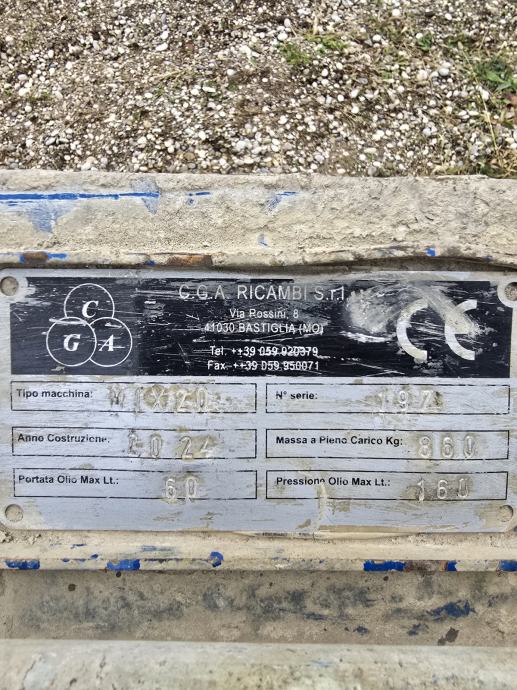 C
G A
C.G.A. RICAMBI S.r.l.
Via Rossini, 8
41030 BASTIGLIA (MO)
Tel. ++39 059 920379
Fax ++39 059 950071
CE
Tipo macchina: MIX20
N° serie: 197
Anno Costruzione: 2024
Massa a Pieno Carico Kg: 860
Portata Olio Max Lt.: 60
Pressione Olio Max Lt.: 160